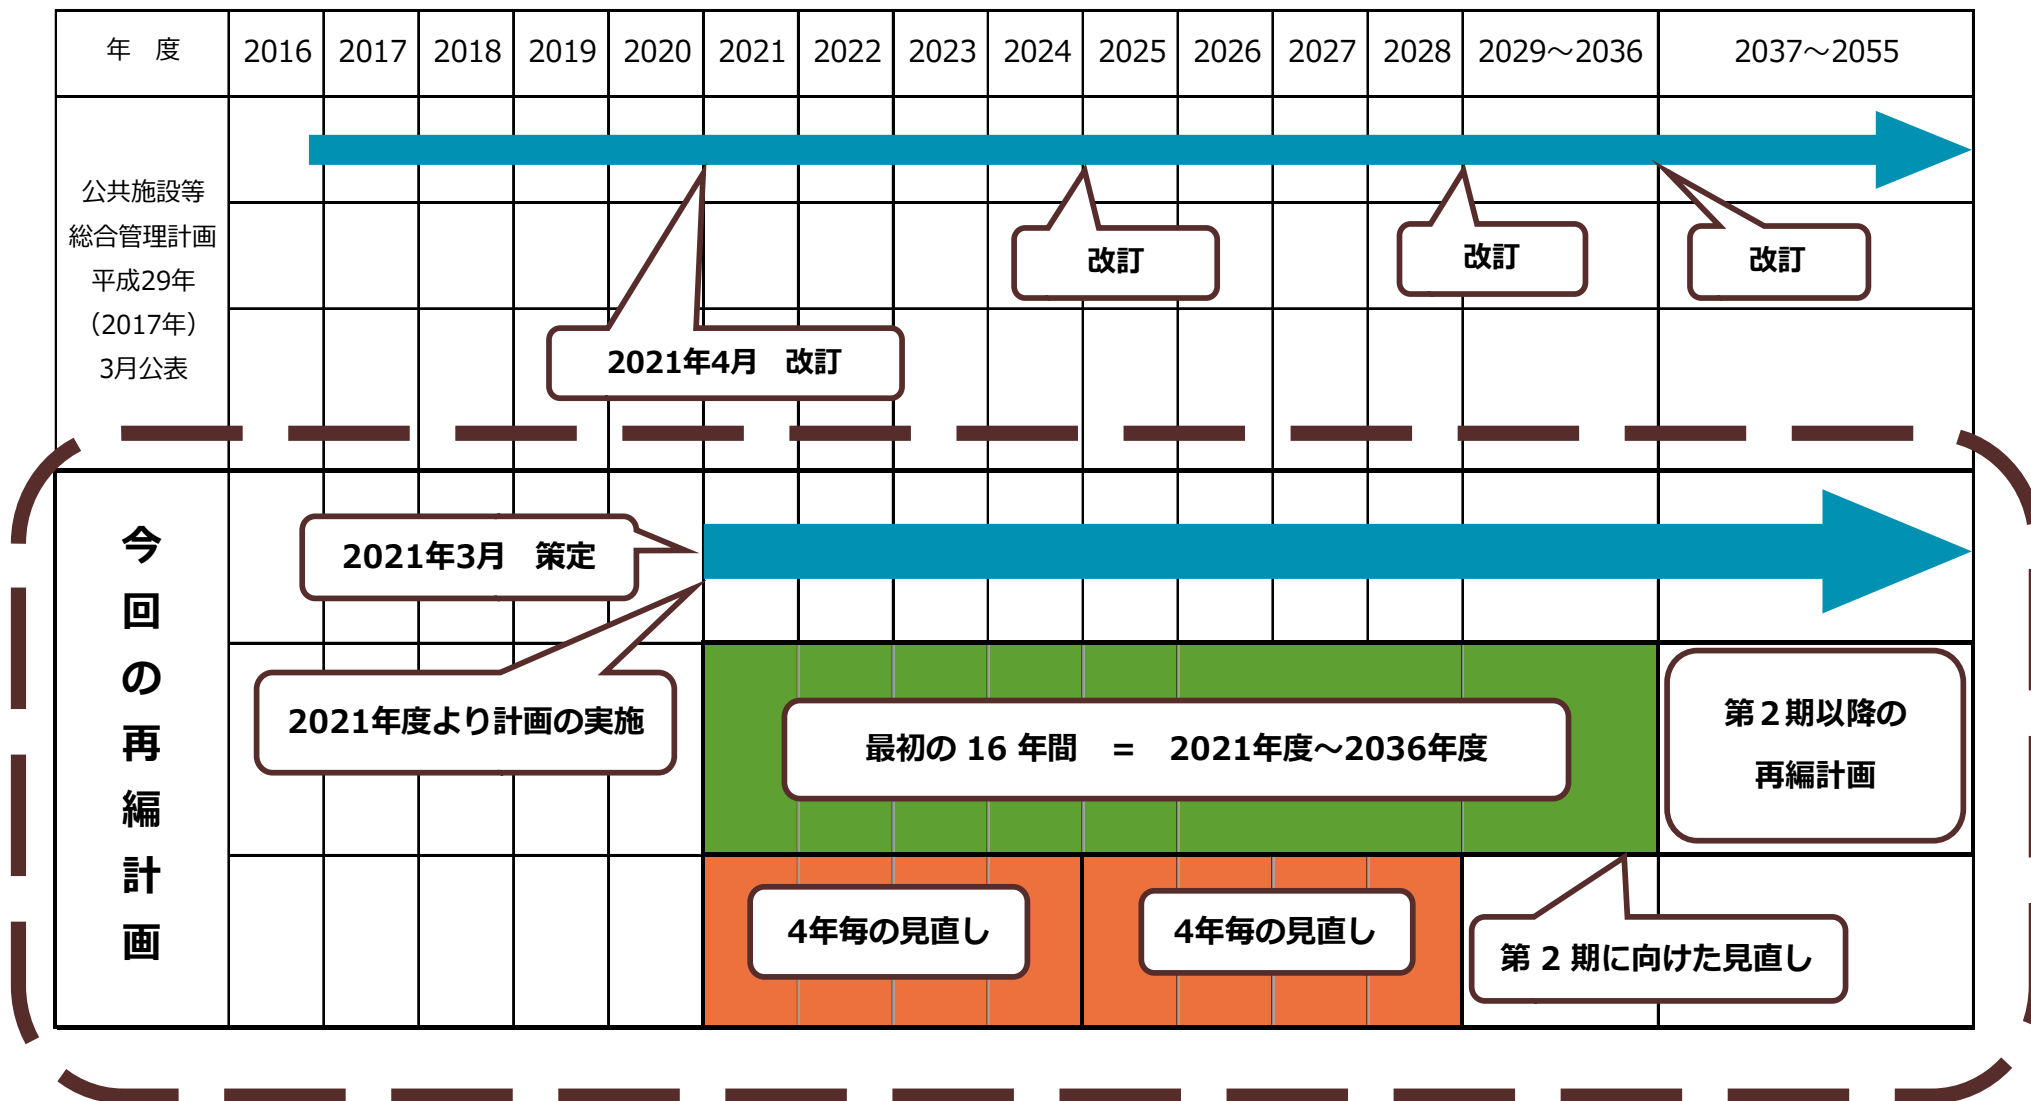 年　度
2016
2017
2018
2019
2020
2021
2022
2023
2024
2025
2026
2027
2028
2029～2036
2037～2055
公共施設等
総合管理計画
平成29年
（2017年）
3月公表
改訂
改訂
改訂
2021年4月　改訂
今回の再編計画
2021年3月　策定
2021年度より計画の実施
最初の 16 年間　＝　2021年度～2036年度
第２期以降の
再編計画
4年毎の見直し
4年毎の見直し
第 2 期に向けた見直し